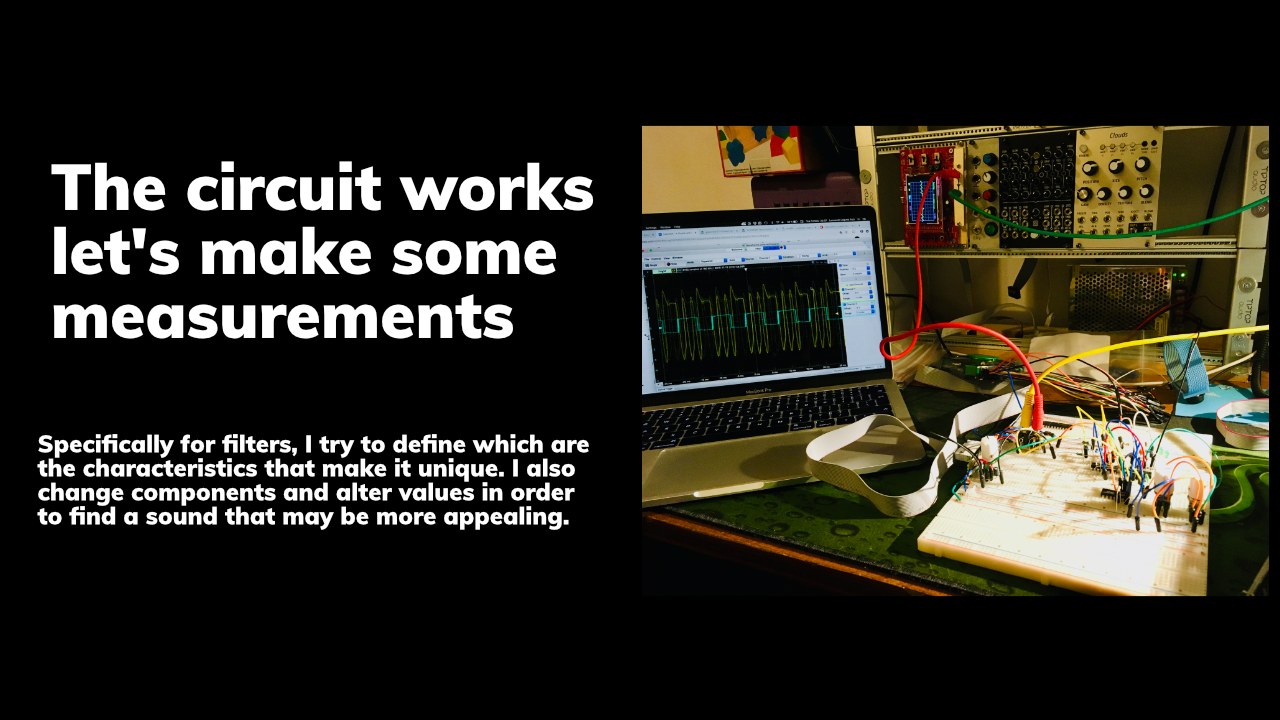 The circuit works
let's make some
measurements
Specifically for filters, I try to define which are
the characteristics that make it unique. I also
change components and alter values in order
to find a sound that may be more appealing.
Clouds
MacBook Pro
TIPTOP
TIPTOP